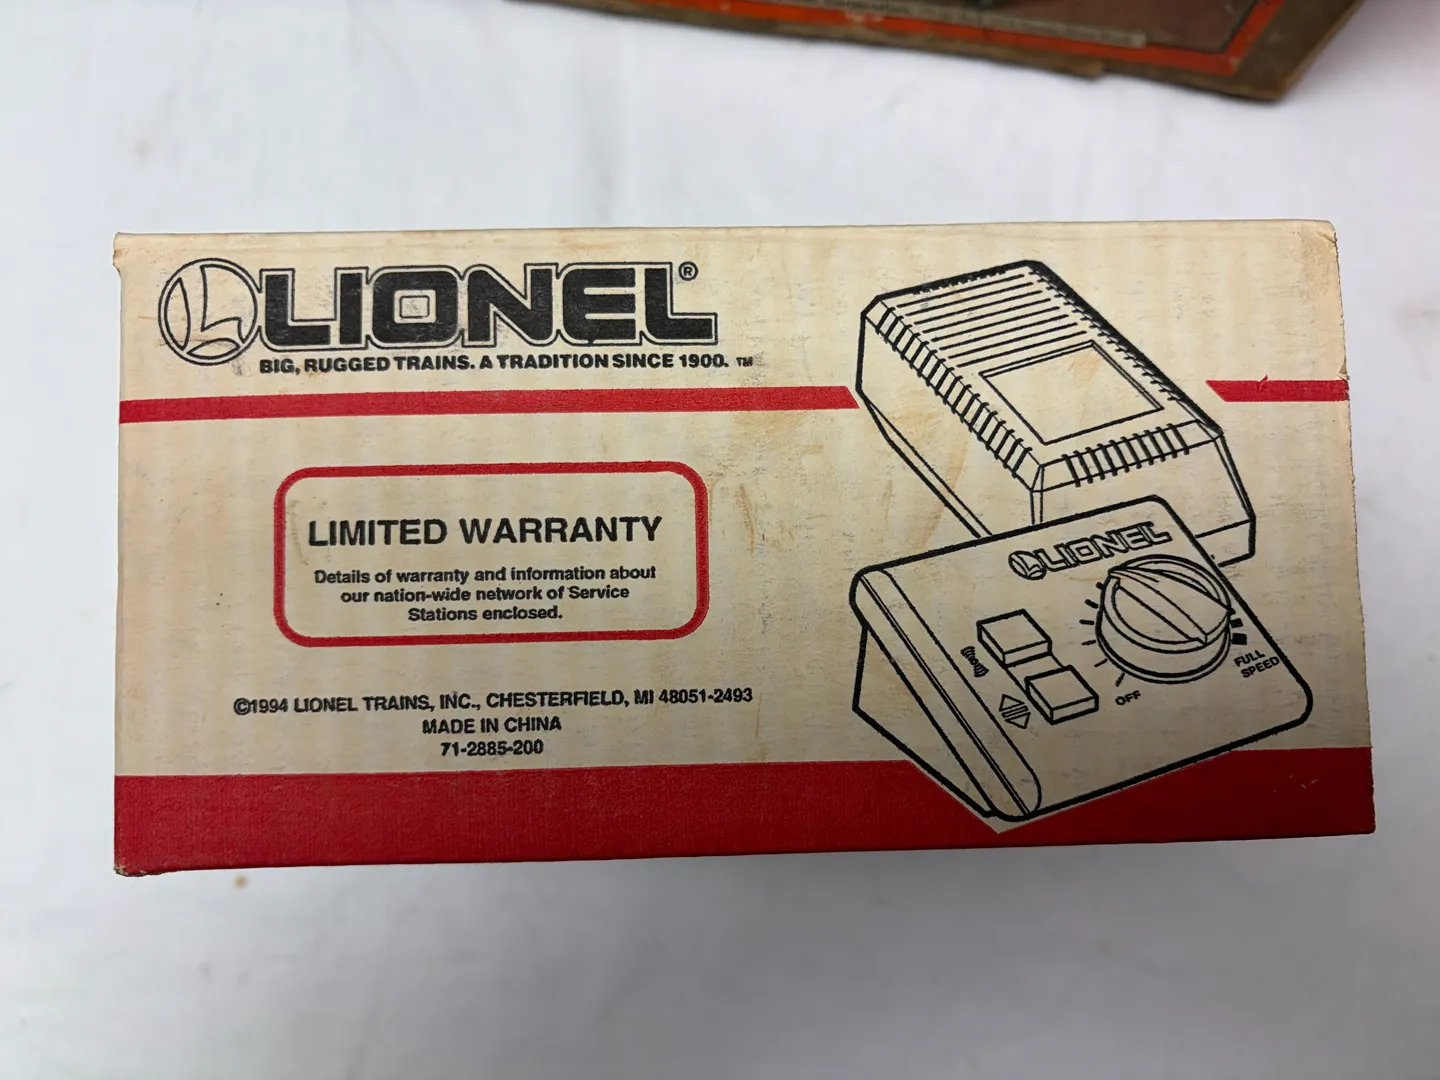 LIONEL®
BIG, RUGGED TRAINS. A TRADITION SINCE 1900. ™
LIMITED WARRANTY
Details of warranty and information about
our nation-wide network of Service
Stations enclosed.
©1994 LIONEL TRAINS, INC., CHESTERFIELD, MI 48051-2493
MADE IN CHINA
71-2885-200
LIONEL
FULL
SPEED
OFF